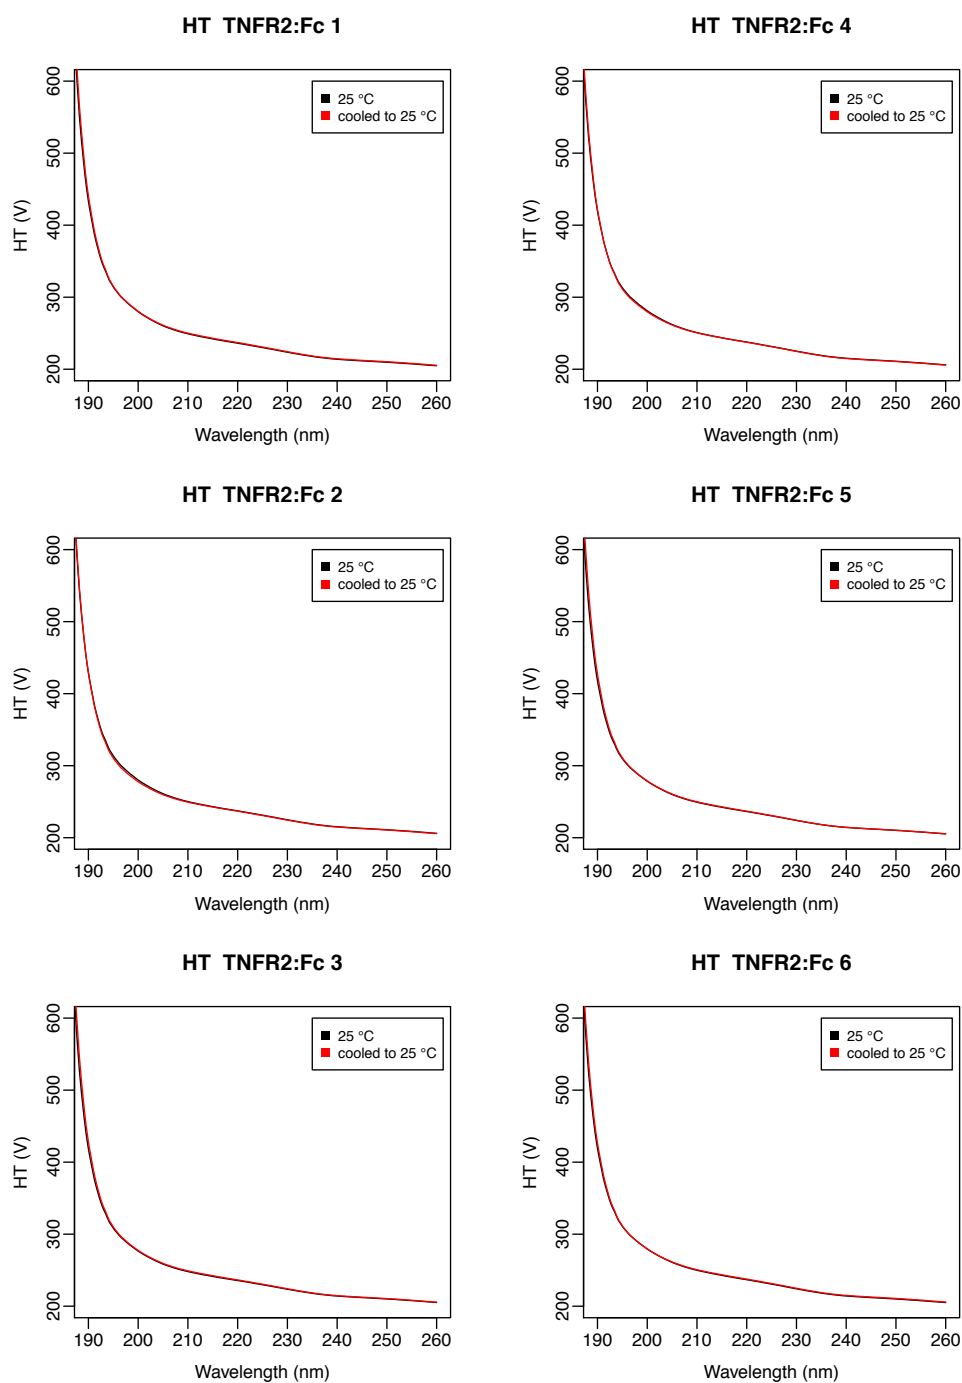 HT  TNFR2:Fc 1
HT (V)
600
500
400
300
200
25 °C
cooled to 25 °C
190 200 210 220 230 240 250 260
Wavelength (nm)
HT  TNFR2:Fc 4
HT (V)
600
500
400
300
200
25 °C
cooled to 25 °C
190 200 210 220 230 240 250 260
Wavelength (nm)
HT  TNFR2:Fc 2
HT (V)
600
500
400
300
200
25 °C
cooled to 25 °C
190 200 210 220 230 240 250 260
Wavelength (nm)
HT  TNFR2:Fc 5
HT (V)
600
500
400
300
200
25 °C
cooled to 25 °C
190 200 210 220 230 240 250 260
Wavelength (nm)
HT  TNFR2:Fc 3
HT (V)
600
500
400
300
200
25 °C
cooled to 25 °C
190 200 210 220 230 240 250 260
Wavelength (nm)
HT  TNFR2:Fc 6
HT (V)
600
500
400
300
200
25 °C
cooled to 25 °C
190 200 210 220 230 240 250 260
Wavelength (nm)